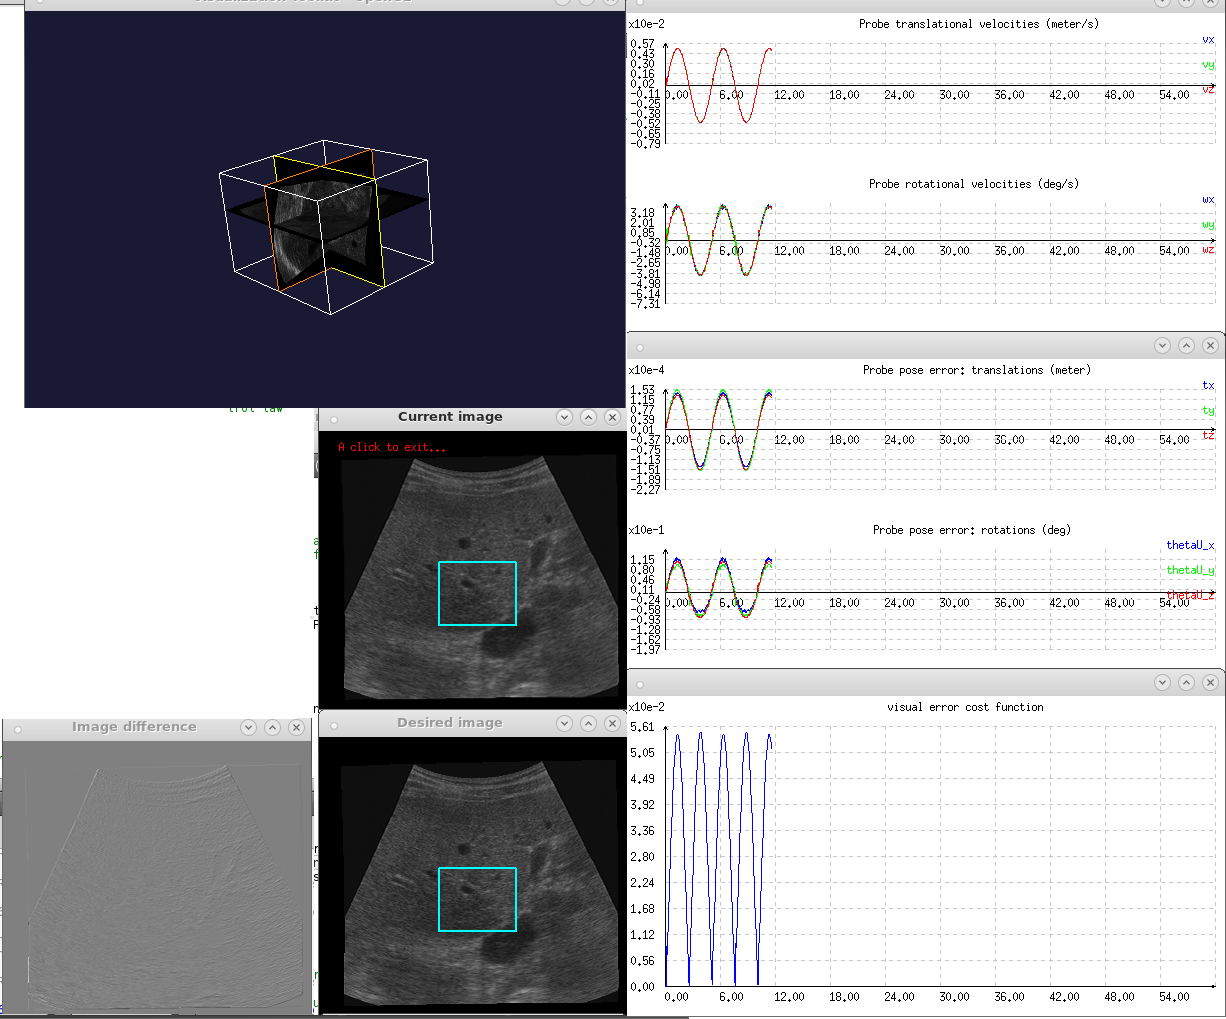 trol law
Current image
A click to exit...
Image difference
Desired image
Probe translational velocities (meter/s)
x10e-2
vx
vy
vz
0.57
0.43
0.30
0.16
0.02
-0.11
-0.25
-0.38
-0.52
-0.65
-0.79
0.00 6.00 12.00 18.00 24.00 30.00 36.00 42.00 48.00 54.00
Probe rotational velocities (deg/s)
wx
wy
wz
3.18
2.01
0.85
-0.32
-1.48
-2.65
-3.81
-4.98
-6.14
-7.31
0.00 6.00 12.00 18.00 24.00 30.00 36.00 42.00 48.00 54.00
Probe pose error: translations (meter)
x10e-4
tx
ty
tz
1.53
1.15
0.77
0.39
0.01
-0.37
-0.75
-1.13
-1.51
-1.89
-2.27
0.00 6.00 12.00 18.00 24.00 30.00 36.00 42.00 48.00 54.00
Probe pose error: rotations (deg)
x10e-1
thetaU_x
thetaU_y
thetaU_z
1.15
0.80
0.46
0.11
-0.24
-0.58
-0.93
-1.28
-1.62
-1.97
0.00 6.00 12.00 18.00 24.00 30.00 36.00 42.00 48.00 54.00
visual error cost function
x10e-2
5.61
5.05
4.49
3.92
3.36
2.80
2.24
1.68
1.12
0.56
0.00
0.00 6.00 12.00 18.00 24.00 30.00 36.00 42.00 48.00 54.00